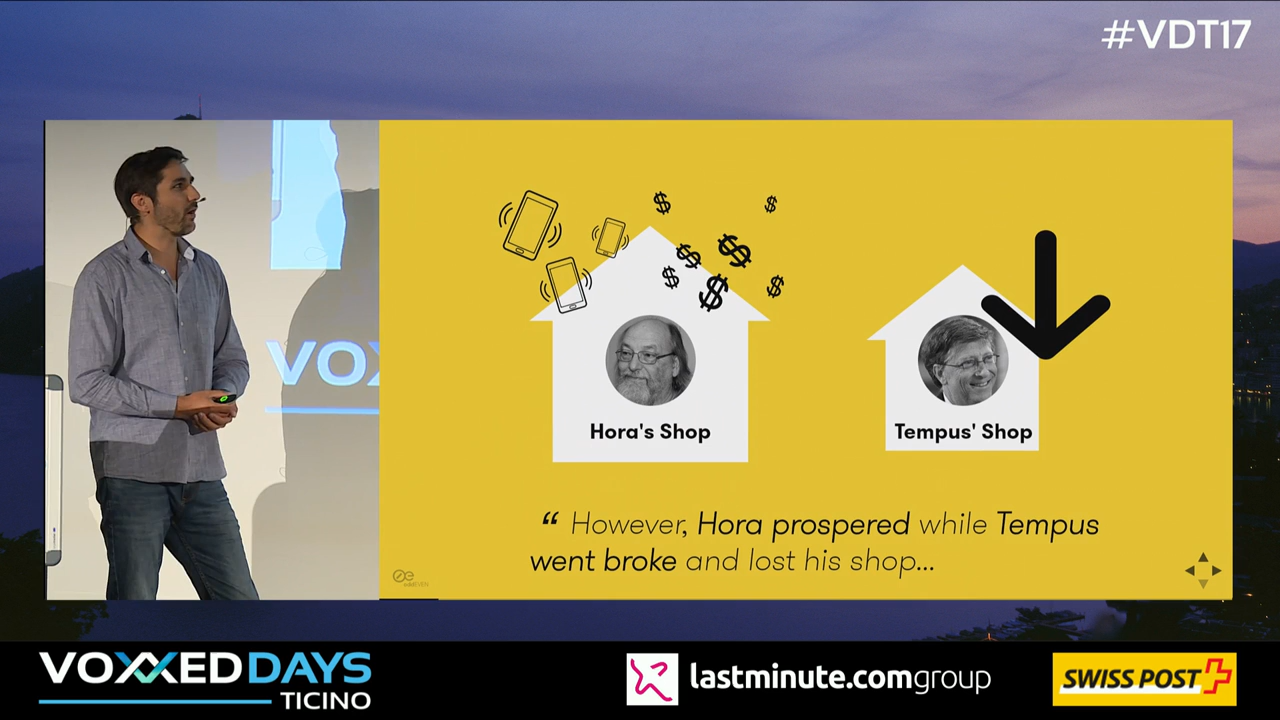 #VDT17
$ $
$ $
$ $ $
VOX
Hora's Shop
Tempus' Shop
“ However, Hora prospered while Tempus
went broke and lost his shop...
VOXXED DAYS
TICINO
lastminute.com group
SWISS POST